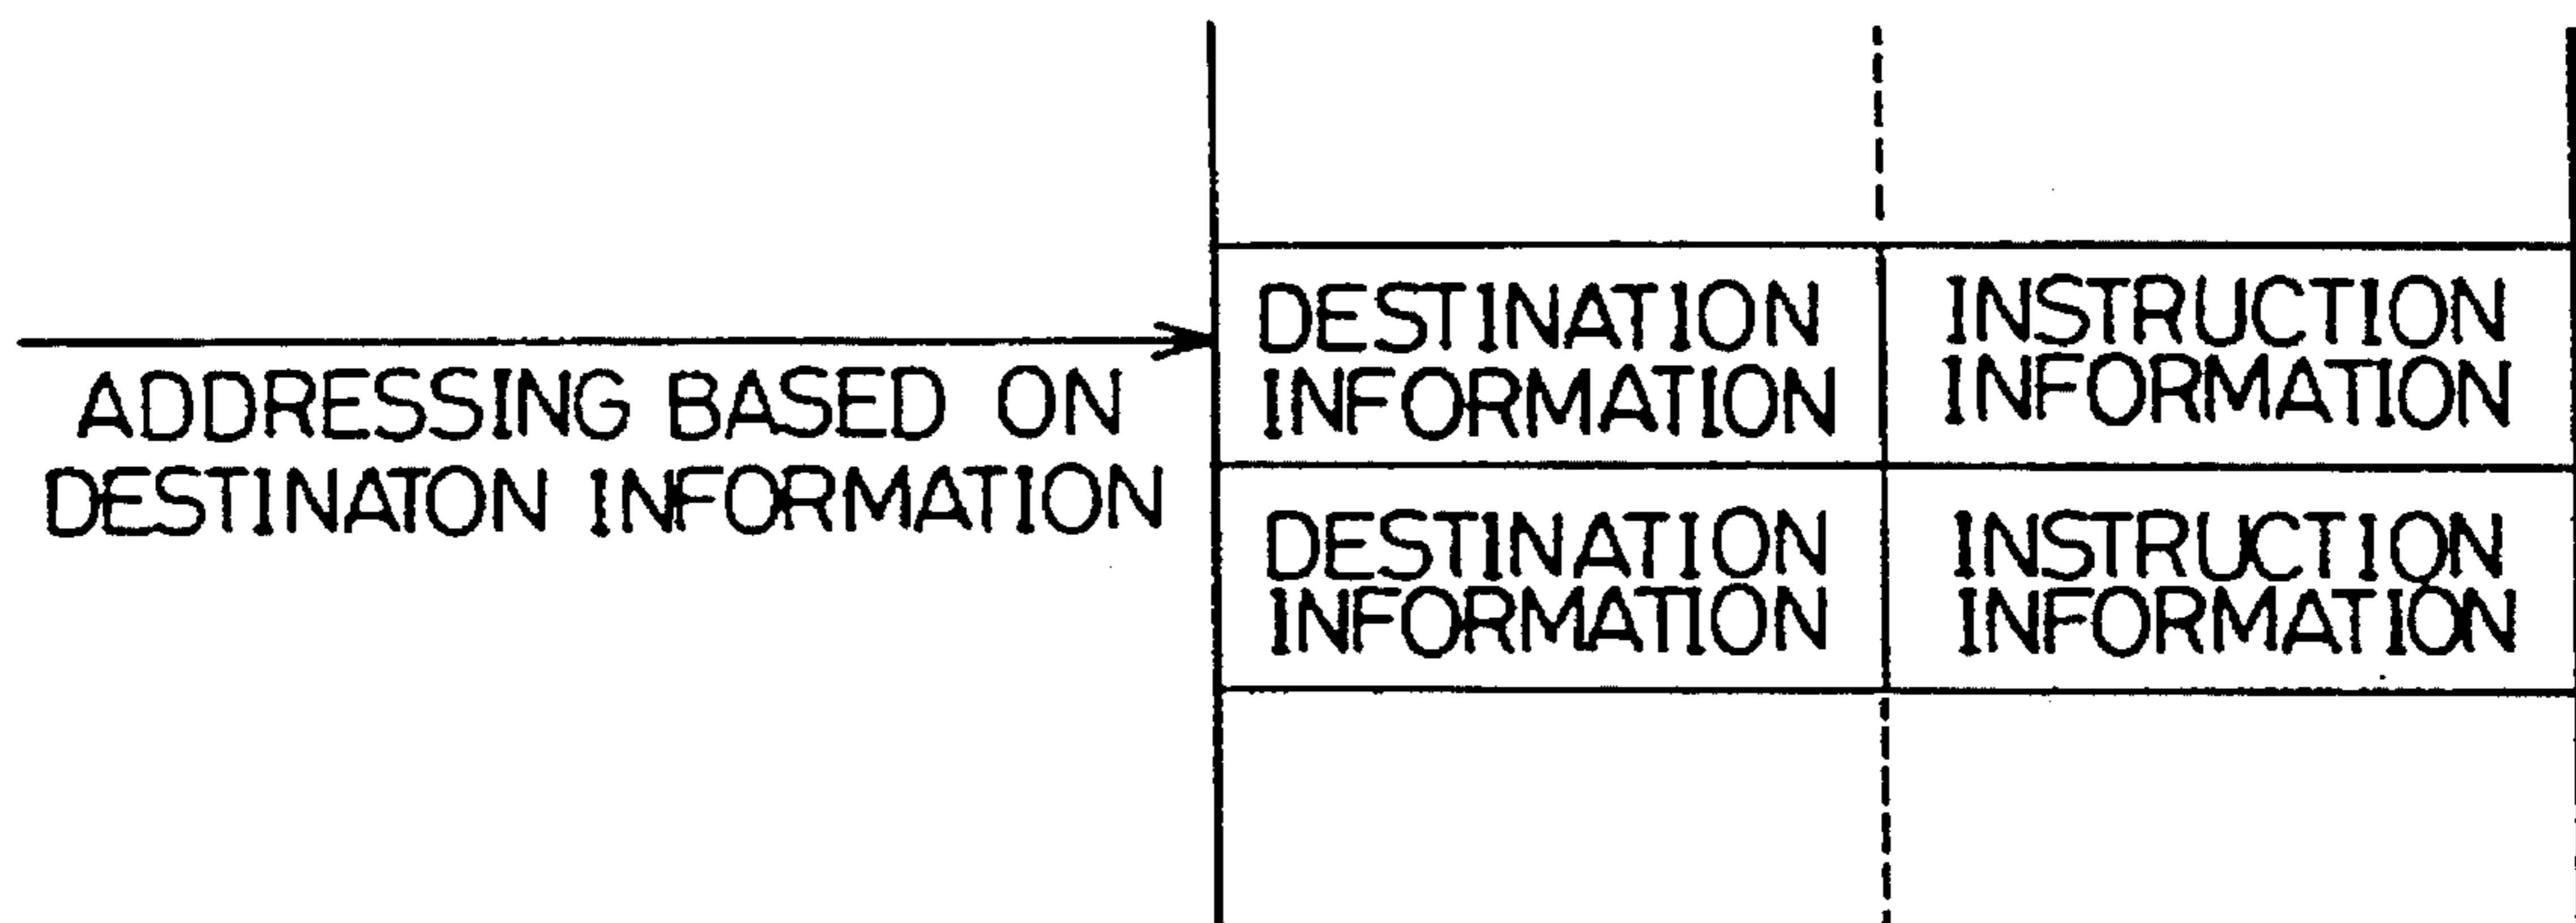 ADDRESSING BASED ON
DESTINATON INFORMATION
DESTINATION
INFORMATION
INSTRUCTION
INFORMATION
DESTINATION
INFORMATION
INSTRUCTION
INFORMATION